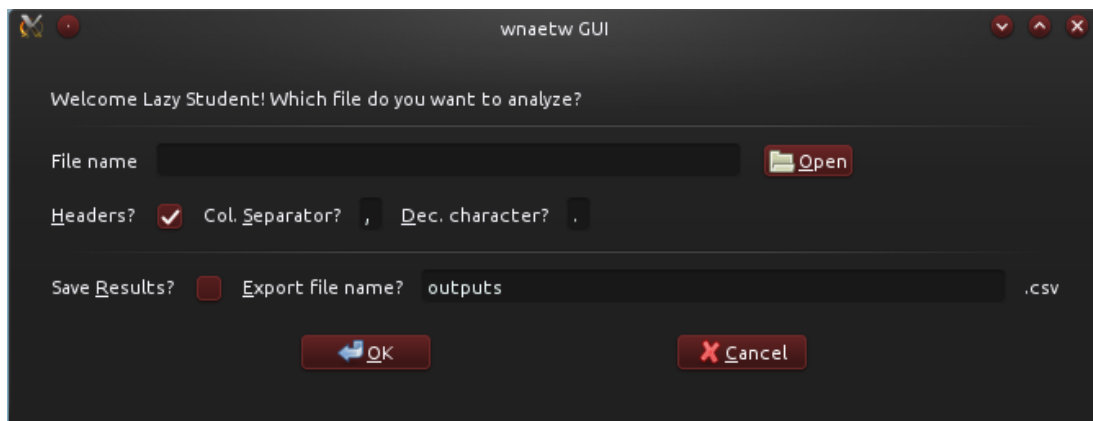 wnaetw GUI
Welcome Lazy Student! Which file do you want to analyze?
File name Open
Headers? Col. Separator? , Dec. character? .
Save Results? Export file name? outputs .csv
OK Cancel